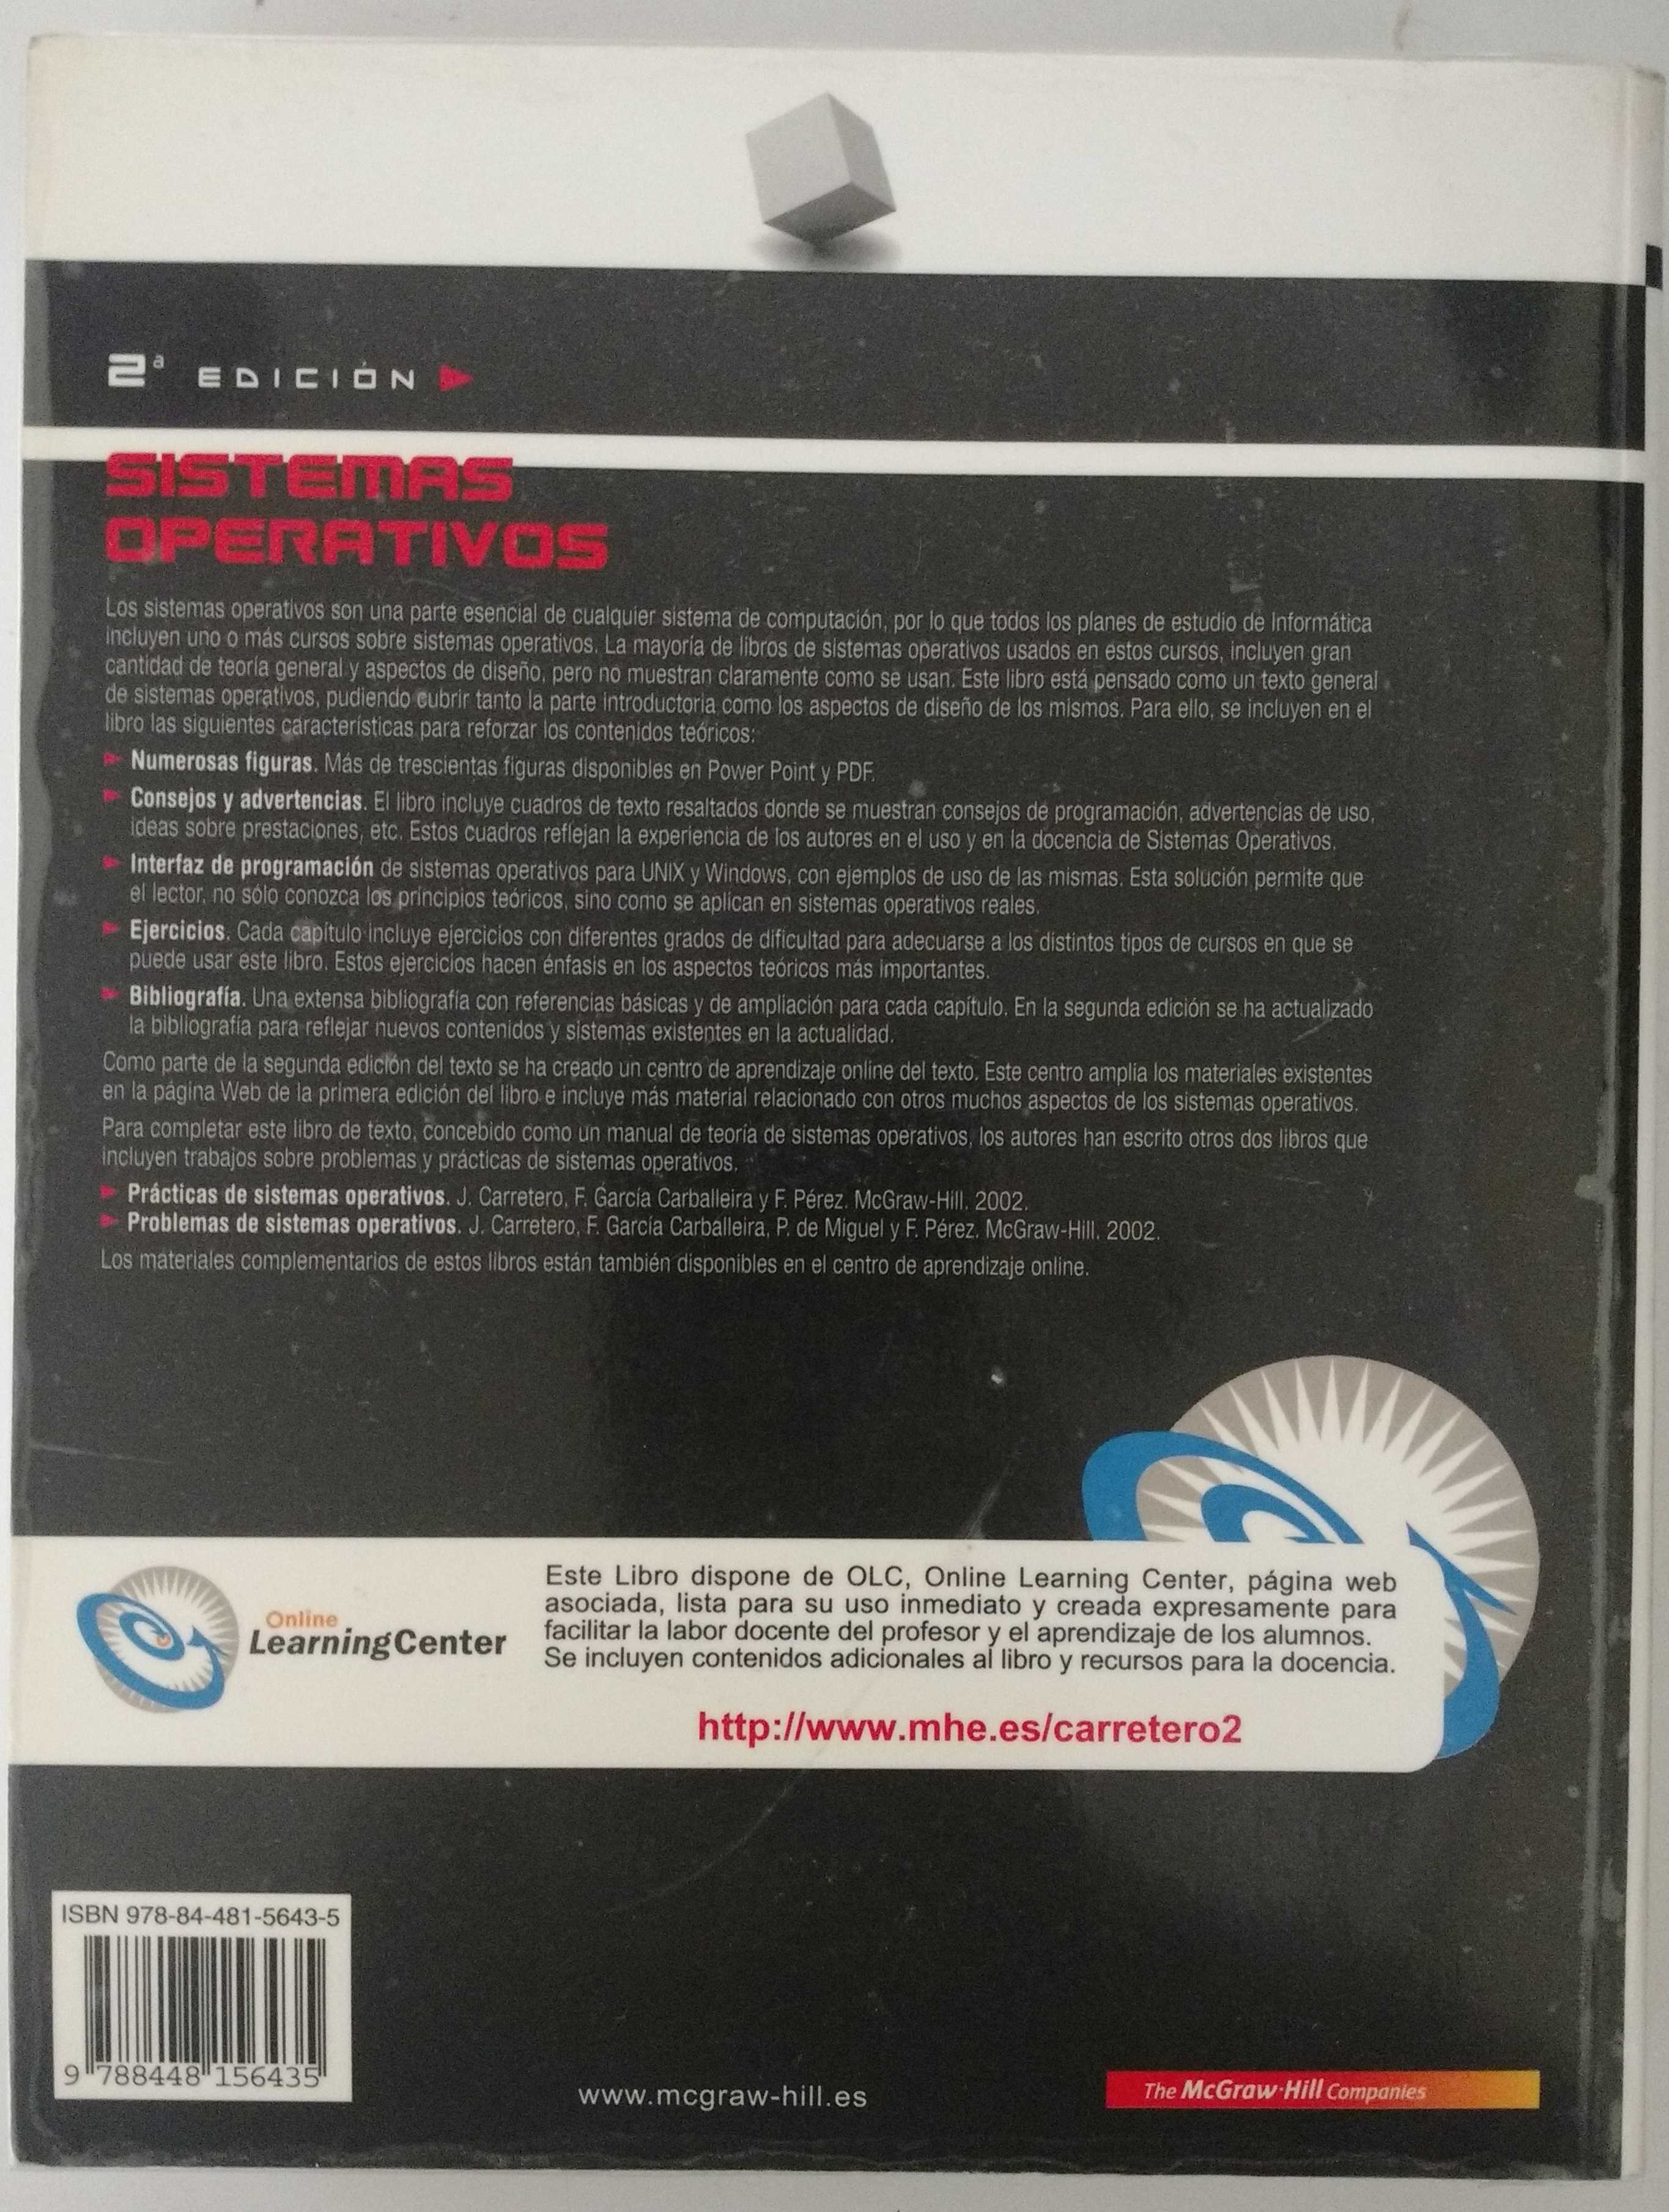 2ª EDICIÓN
SISTEMAS
OPERATIVOS
Los sistemas operativos son una parte esencial de cualquier sistema de computación, por lo que todos los planes de estudio de Informática
incluyen uno o más cursos sobre sistemas operativos. La mayoría de libros de sistemas operativos usados en estos cursos, incluyen gran
cantidad de teoría general y aspectos de diseño, pero no muestran claramente como se usan. Este libro está pensado como un texto general
de sistemas operativos, pudiendo cubrir tanto la parte introductoria como los aspectos de diseño de los mismos. Para ello, se incluyen en el
libro las siguientes características para reforzar los contenidos teóricos:
Numerosas figuras. Más de trescientas figuras disponibles en Power Point y PDF.
Consejos y advertencias. El libro incluye cuadros de texto resaltados donde se muestran consejos de programación, advertencias de uso,
ideas sobre prestaciones, etc. Estos cuadros reflejan la experiencia de los autores en el uso y en la docencia de Sistemas Operativos.
Interfaz de programación de sistemas operativos para UNIX y Windows, con ejemplos de uso de las mismas. Esta solución permite que
el lector, no sólo conozca los principios teóricos, sino como se aplican en sistemas operativos reales.
Ejercicios. Cada capítulo incluye ejercicios con diferentes grados de dificultad para adecuarse a los distintos tipos de cursos en que se
puede usar este libro. Estos ejercicios hacen énfasis en los aspectos teóricos más importantes.
Bibliografía. Una extensa bibliografía con referencias básicas y de ampliación para cada capítulo. En la segunda edición se ha actualizado
la bibliografía para reflejar nuevos contenidos y sistemas existentes en la actualidad.
Como parte de la segunda edición del texto se ha creado un centro de aprendizaje online del texto. Este centro amplía los materiales existentes
en la página Web de la primera edición del libro e incluye más material relacionado con otros muchos aspectos de los sistemas operativos.
Para completar este libro de texto, concebido como un manual de teoría de sistemas operativos, los autores han escrito otros dos libros que
incluyen trabajos sobre problemas y prácticas de sistemas operativos.
Prácticas de sistemas operativos. J. Carretero, F. García Carballeira y F. Pérez. McGraw-Hill. 2002.
Problemas de sistemas operativos. J. Carretero, F. García Carballeira, P. de Miguel y F. Pérez. McGraw-Hill. 2002.
Los materiales complementarios de estos libros están también disponibles en el centro de aprendizaje online.
Online
LearningCenter
Este Libro dispone de OLC, Online Learning Center, página web
asociada, lista para su uso inmediato y creada expresamente para
facilitar la labor docente del profesor y el aprendizaje de los alumnos.
Se incluyen contenidos adicionales al libro y recursos para la docencia.
http://www.mhe.es/carretero2
ISBN 978-84-481-5643-5
9 788448 156435
www.mcgraw-hill.es
The McGraw·Hill Companies